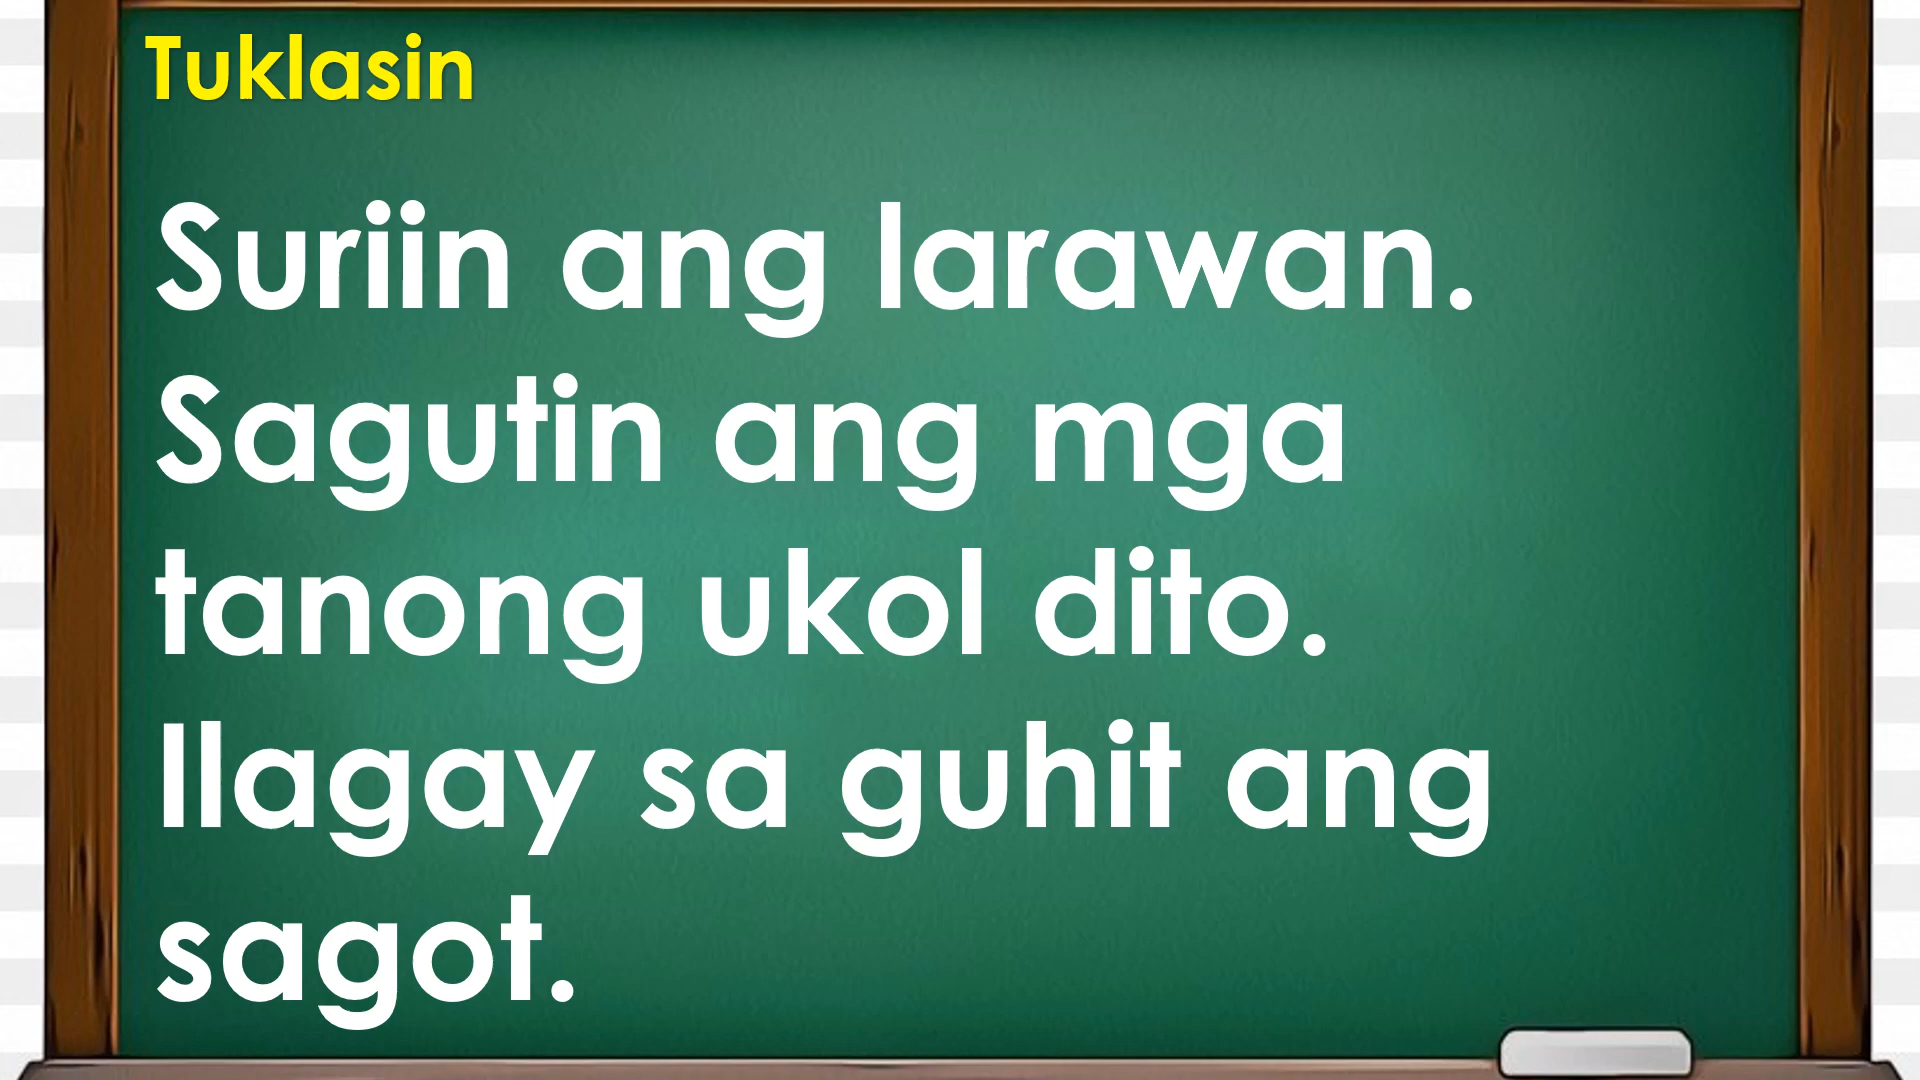 Tuklasin
Suriin ang larawan.
Sagutin ang mga
tanong ukol dito.
Ilagay sa guhit ang
sagot.